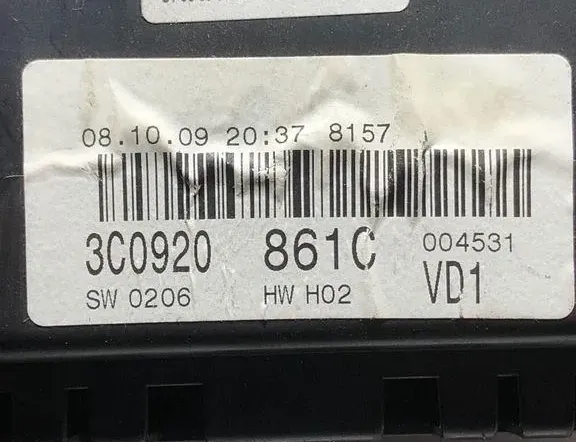 08.10.09 20:37 8157
3C0920 861C 004531
SW 0206 HW H02 VD1